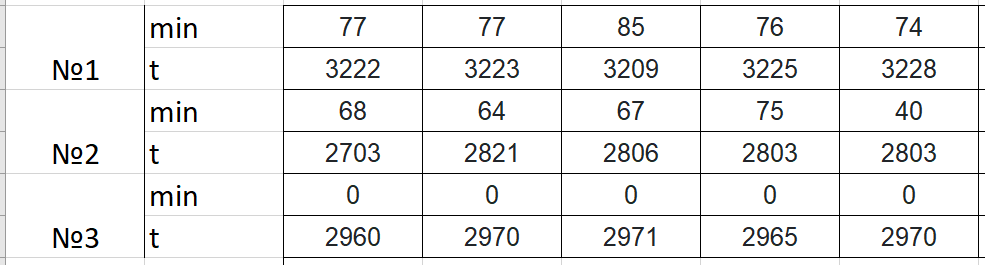 min 77 77 85 76 74
№1 t 3222 3223 3209 3225 3228
min 68 64 67 75 40
№2 t 2703 2821 2806 2803 2803
min 0 0 0 0 0
№3 t 2960 2970 2971 2965 2970